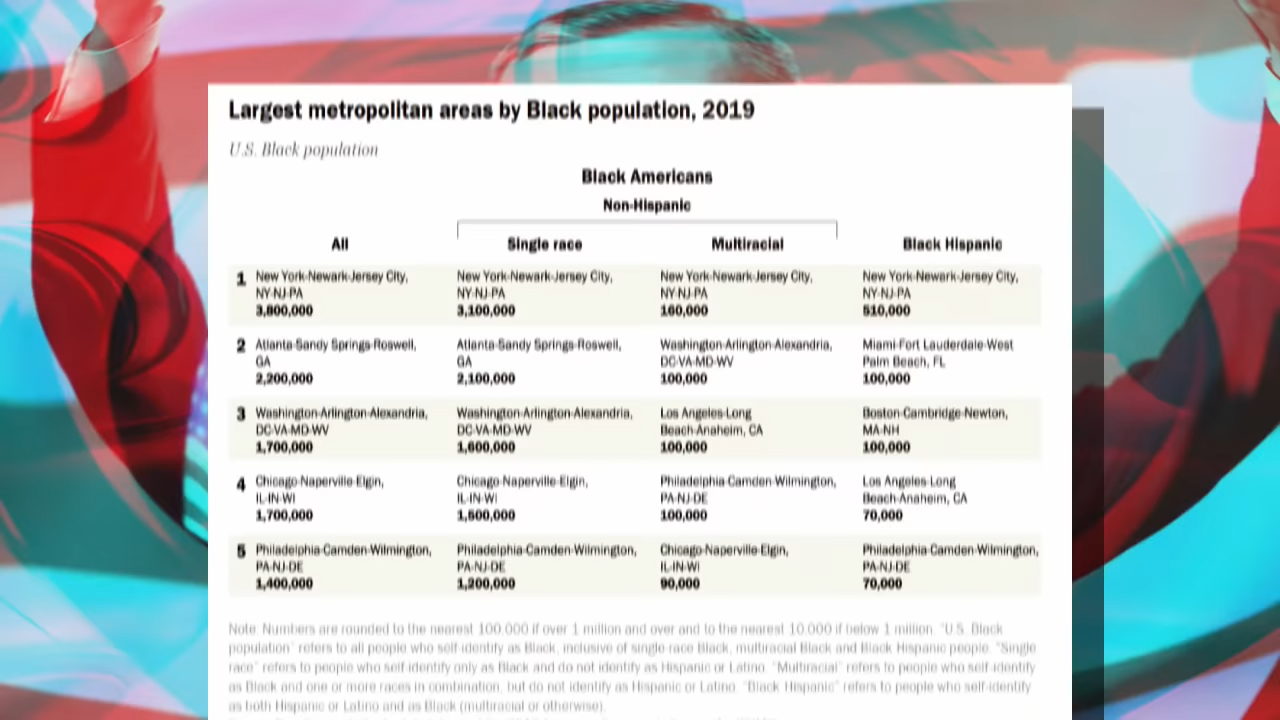 Largest metropolitan areas by Black population, 2019
U.S. Black population
Black Americans
Non-Hispanic
All Single race Multiracial Black Hispanic
1 New York-Newark-Jersey City, New York-Newark-Jersey City, New York-Newark-Jersey City, New York-Newark-Jersey City,
NY-NJ-PA NY-NJ-PA NY-NJ-PA NY-NJ-PA
3,800,000 3,100,000 160,000 510,000
2 Atlanta-Sandy Springs-Roswell, Atlanta-Sandy Springs-Roswell, Washington-Arlington-Alexandria, Miami-Fort Lauderdale-West
GA GA DC-VA-MD-WV Palm Beach, FL
2,200,000 2,100,000 100,000 100,000
3 Washington-Arlington-Alexandria, Washington-Arlington-Alexandria, Los Angeles-Long Boston-Cambridge-Newton,
DC-VA-MD-WV DC-VA-MD-WV Beach-Anaheim, CA MA-NH
1,700,000 1,600,000 100,000 100,000
4 Chicago-Naperville-Elgin, Chicago-Naperville-Elgin, Philadelphia-Camden-Wilmington, Los Angeles-Long
IL-IN-WI IL-IN-WI PA-NJ-DE Beach-Anaheim, CA
1,700,000 1,500,000 100,000 70,000
5 Philadelphia-Camden-Wilmington, Philadelphia-Camden-Wilmington, Chicago-Naperville-Elgin, Philadelphia-Camden-Wilmington,
PA-NJ-DE PA-NJ-DE IL-IN-WI PA-NJ-DE
1,400,000 1,200,000 90,000 70,000
Note: Numbers are rounded to the nearest 100,000 if over 1 million and over and to the nearest 10,000 if below 1 million. "U.S. Black
population" refers to all people who self-identify as Black, inclusive of single-race Black, multiracial Black and Black Hispanic people. "Single
race" refers to people who self-identify only as Black and do not identify as Hispanic or Latino. "Multiracial" refers to people who self-identify
as Black and one or more races in combination, but do not identify as Hispanic or Latino. "Black Hispanic" refers to people who self-identify
as both Hispanic or Latino and as Black (multiracial or otherwise).